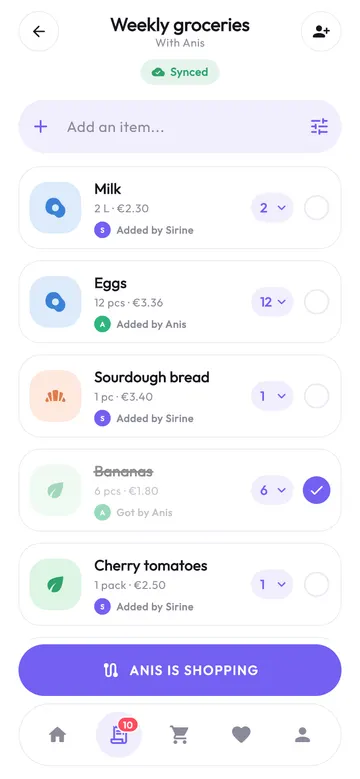 Weekly groceries
With Anis
Synced
Add an item...
Milk
2 L · €2.30
2
S Added by Sirine
Eggs
12 pcs · €3.36
12
A Added by Anis
Sourdough bread
1 pc · €3.40
1
S Added by Sirine
Bananas
6 pcs · €1.80
6
A Got by Anis
Cherry tomatoes
1 pack · €2.50
1
S Added by Sirine
ANIS IS SHOPPING
10